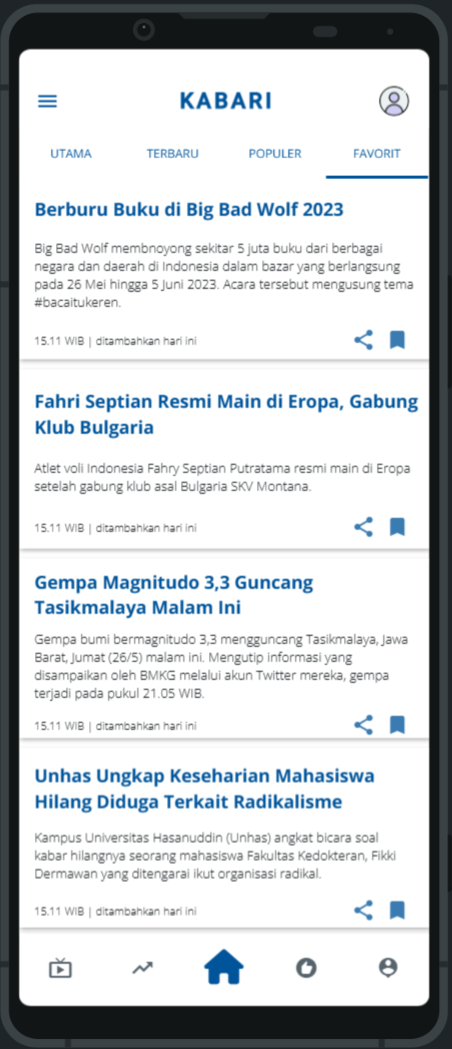 KABARI
UTAMA TERBARU POPULER FAVORIT
Berburu Buku di Big Bad Wolf 2023
Big Bad Wolf membnoyong sekitar 5 juta buku dari berbagai
negara dan daerah di Indonesia dalam bazar yang berlangsung
pada 26 Mei hingga 5 Juni 2023. Acara tersebut mengusung tema
#bacaitukeren.
15.11 WIB | ditambahkan hari ini
Fahri Septian Resmi Main di Eropa, Gabung
Klub Bulgaria
Atlet voli Indonesia Fahry Septian Putratama resmi main di Eropa
setelah gabung klub asal Bulgaria SKV Montana.
15.11 WIB | ditambahkan hari ini
Gempa Magnitudo 3,3 Guncang
Tasikmalaya Malam Ini
Gempa bumi bermagnitudo 3,3 mengguncang Tasikmalaya, Jawa
Barat, Jumat (26/5) malam ini. Mengutip informasi yang
disampaikan oleh BMKG melalui akun Twitter mereka, gempa
terjadi pada pukul 21.05 WIB.
15.11 WIB | ditambahkan hari ini
Unhas Ungkap Keseharian Mahasiswa
Hilang Diduga Terkait Radikalisme
Kampus Universitas Hasanuddin (Unhas) angkat bicara soal
kabar hilangnya seorang mahasiswa Fakultas Kedokteran, Fikki
Dermawan yang ditengarai ikut organisasi radikal.
15.11 WIB | ditambahkan hari ini